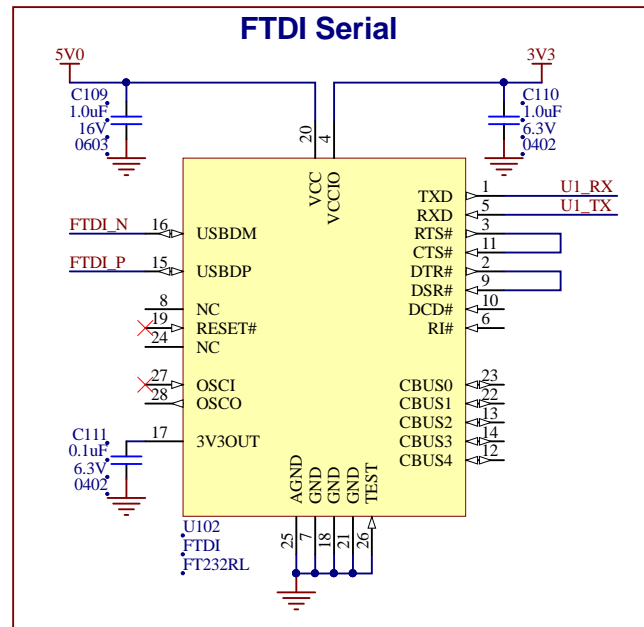 FTDI Serial
5V0
3V3
C109
1.0uF
16V
0603
C110
1.0uF
6.3V
0402
20
4
VCC
VCCIO
FTDI_N
16
USBDM
FTDI_P
15
USBDP
8
NC
19
RESET#
24
NC
27
OSCI
28
OSCO
17
3V3OUT
C111
0.1uF
6.3V
0402
TXD
1
U1_RX
RXD
5
U1_TX
RTS#
3
CTS#
11
DTR#
2
DSR#
9
DCD#
10
RI#
6
CBUS0
23
CBUS1
22
CBUS2
13
CBUS3
14
CBUS4
12
AGND
GND
GND
GND
TEST
25
7
18
21
26
U102
FTDI
FT232RL